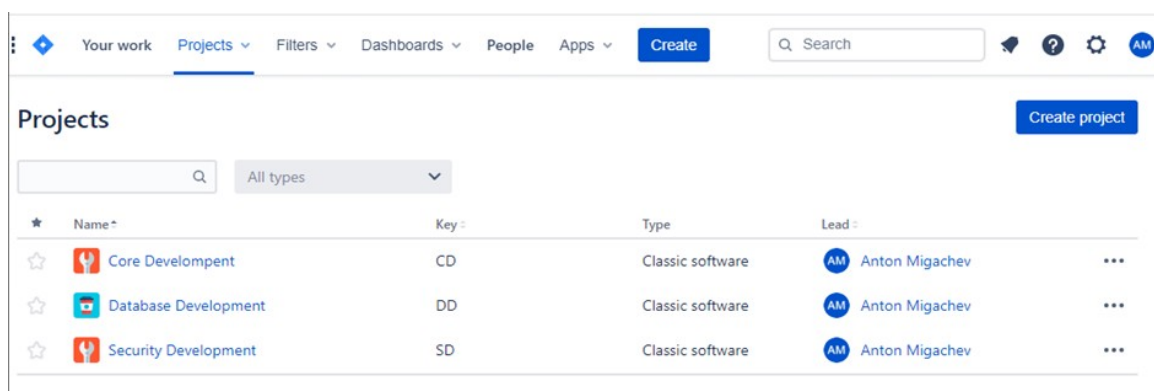 Your work Projects Filters Dashboards People Apps Create Search AM
Projects Create project
All types
Name Key Type Lead
Core Develompent CD Classic software AM Anton Migachev
Database Development DD Classic software AM Anton Migachev
Security Development SD Classic software AM Anton Migachev